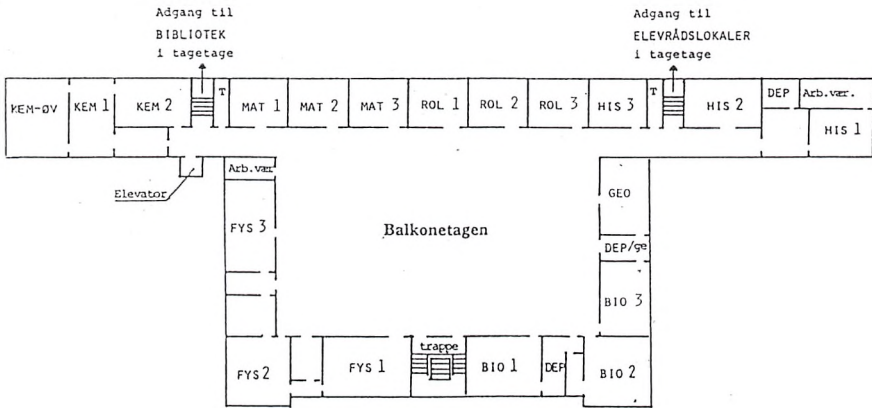 Adgang til
BIBLIOTEK
i tagetage
Adgang til
ELEVRÅDSLOKALER
i tagetage
KEM-ØV
KEM 1
KEM 2
T
MAT 1
MAT 2
MAT 3
ROL 1
ROL 2
ROL 3
HIS 3
T
HIS 2
DEP
Arb.vær.
HIS 1
Elevator
Arb.vær
FYS 3
Balkonetagen
GEO
DEP/ge
BIO 3
FYS 2
FYS 1
trappe
BIO 1
DEP
BIO 2